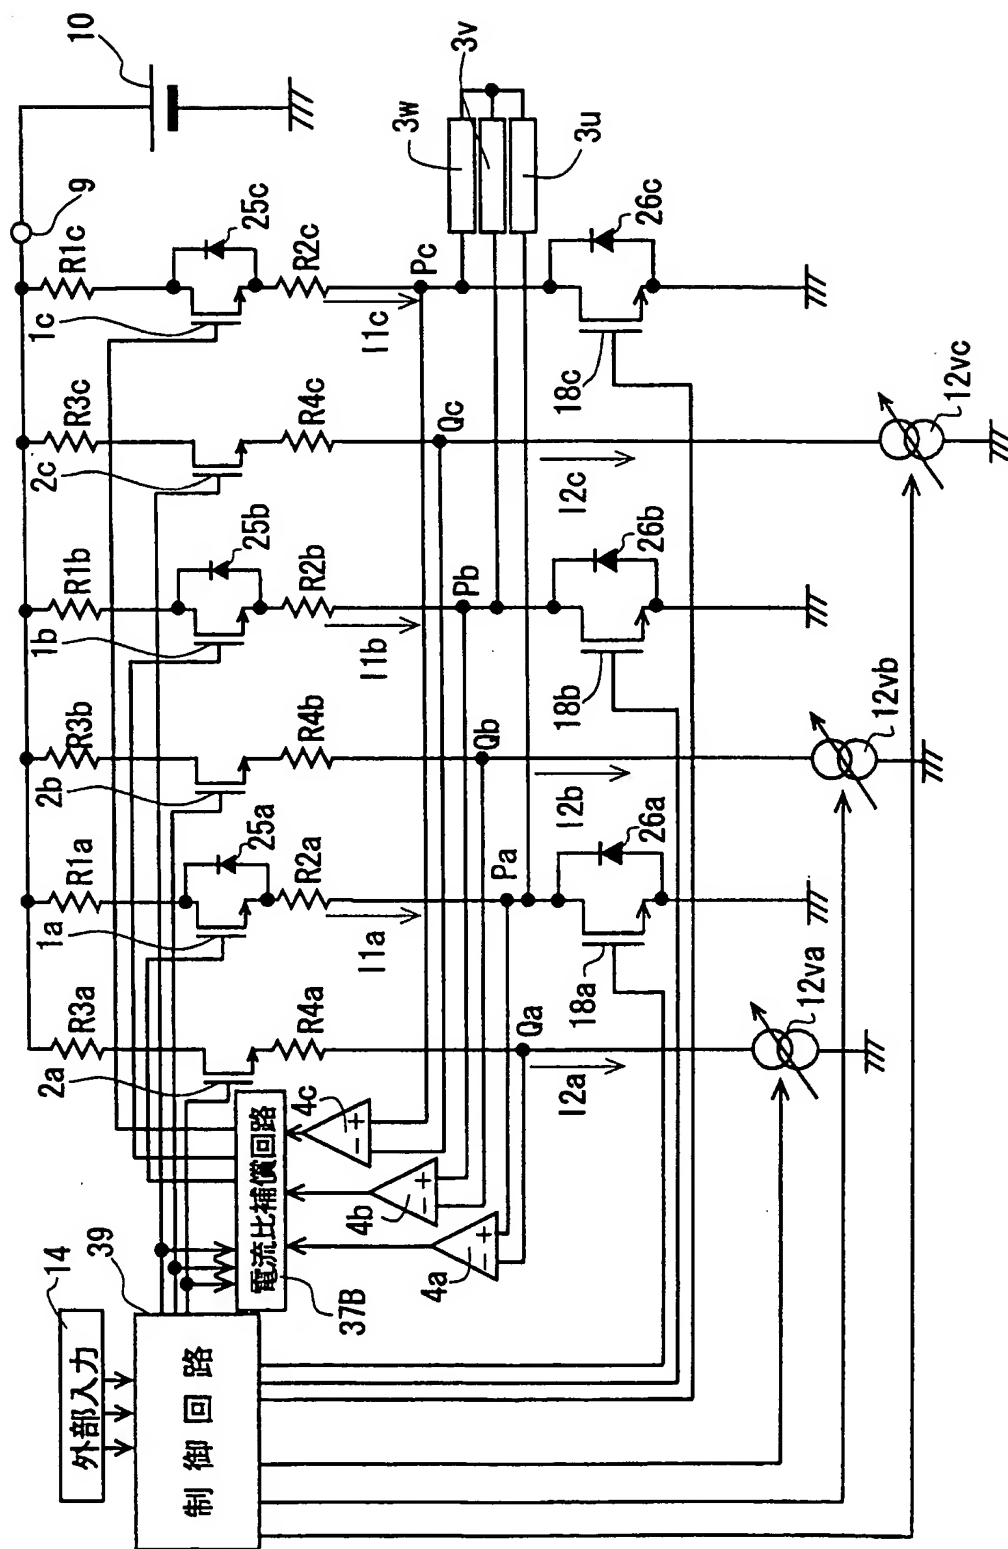 10
9
R1c
25c
1c
R2c
Pc
I1c
3w
3v
3u
26c
18c
R3c
2c
R4c
Qc
I2c
12vc
R1b
25b
1b
R2b
Pb
I1b
26b
18b
R3b
2b
R4b
Qb
I2b
12vb
R1a
25a
1a
R2a
Pa
I1a
26a
18a
R3a
2a
R4a
Qa
I2a
12va
電流比補償回路
37B
4c
− +
4b
− +
4a
− +
39
14
外部入力
制御回路